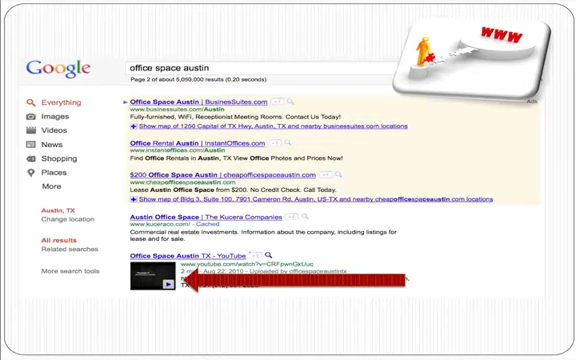 WWW
Google
office space austin
Page 2 of about 5,050,000 results (0.20 seconds)
Ads
Everything
Images
Videos
News
Shopping
Places
More
Austin, TX
Change location
All results
Related searches
More search tools
Office Space Austin | BusinessSuites.com
www.businesssuites.com/Austin
Fully-furnished, WiFi, Receptionist, Meeting Rooms. Contact Us Today!
Show map of 1250 Capital of TX Hwy, Austin, TX and nearby businesssuites.com locations
Office Rental Austin | InstantOffices.com
www.instantoffices.com/Austin
Find Office Rentals in Austin, TX View Office Photos and Prices Now!
$200 Office Space Austin | cheapofficespaceaustin.com
www.cheapofficespaceaustin.com
Lease Austin Office Space from $200. No Credit Check. Call Today.
Show map of Bldg 3, Suite 100, 7901 Cameron Rd, Austin, US-TX and nearby cheapofficespaceaustin.com locations
Austin Office Space | The Kucera Companies
www.kuceraco.com/ - Cached
Commercial real estate investments. Information about the company, including listings for
lease and for sale.
Office Space Austin TX - YouTube
www.youtube.com/watch?v=CRFpwnGkUuc
2 min - Aug 22, 2010 - Uploaded by officespaceaustintx